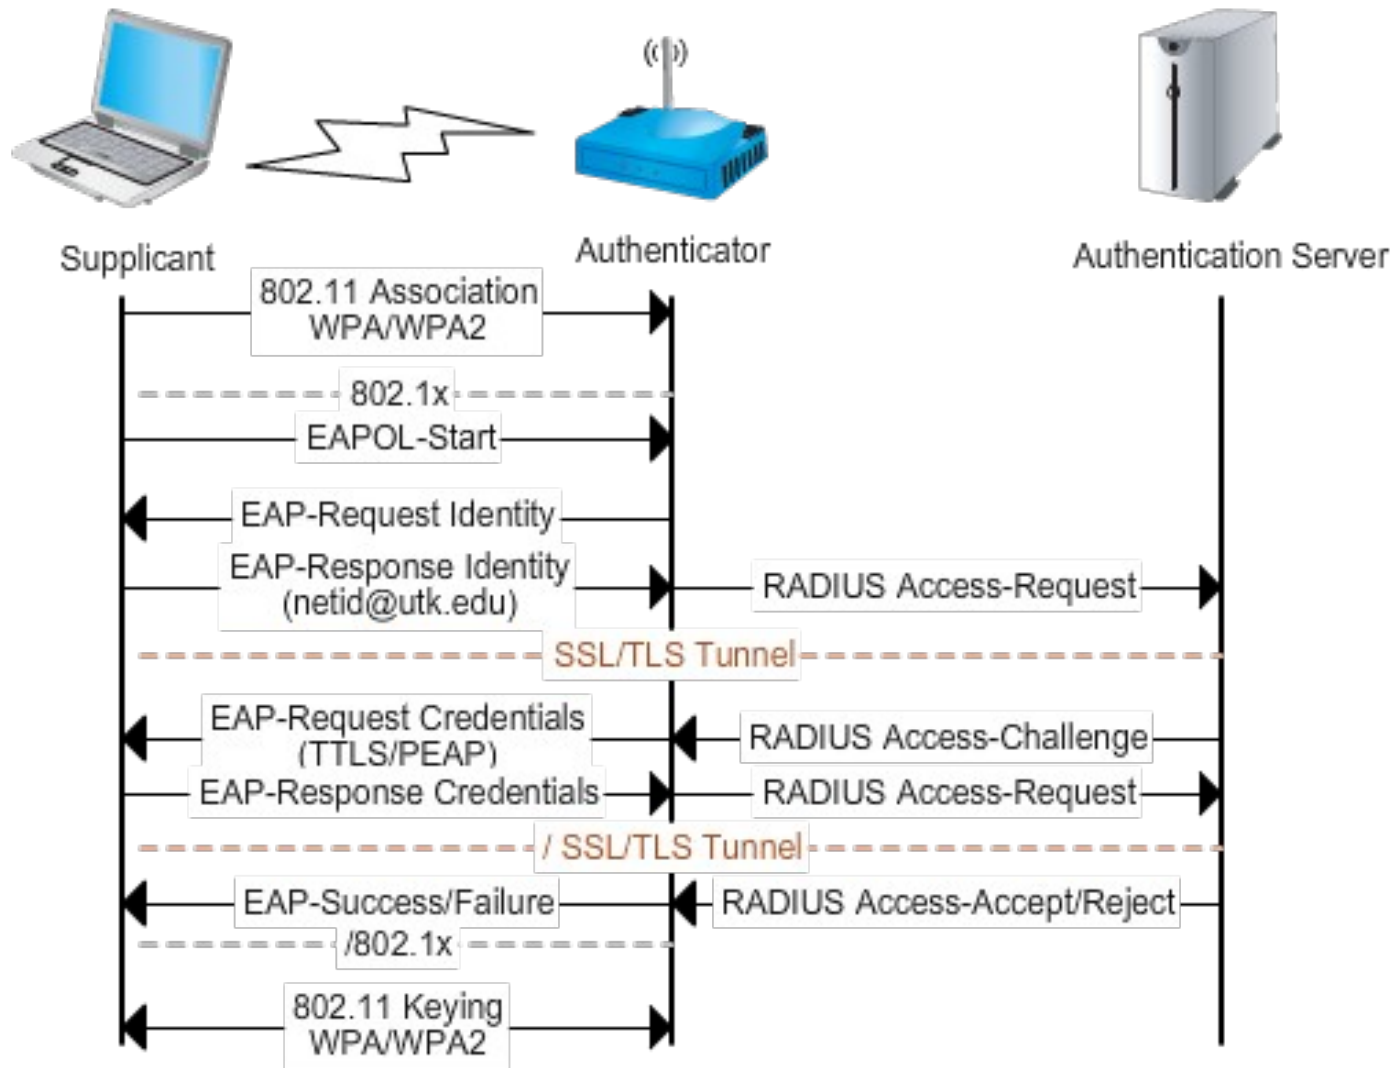 Supplicant
Authenticator
Authentication Server
802.11 Association
WPA/WPA2
802.1x
EAPOL-Start
EAP-Request Identity
EAP-Response Identity
(netid@utk.edu)
RADIUS Access-Request
SSL/TLS Tunnel
EAP-Request Credentials
(TTLS/PEAP)
RADIUS Access-Challenge
EAP-Response Credentials
RADIUS Access-Request
/ SSL/TLS Tunnel
EAP-Success/Failure
RADIUS Access-Accept/Reject
/802.1x
802.11 Keying
WPA/WPA2